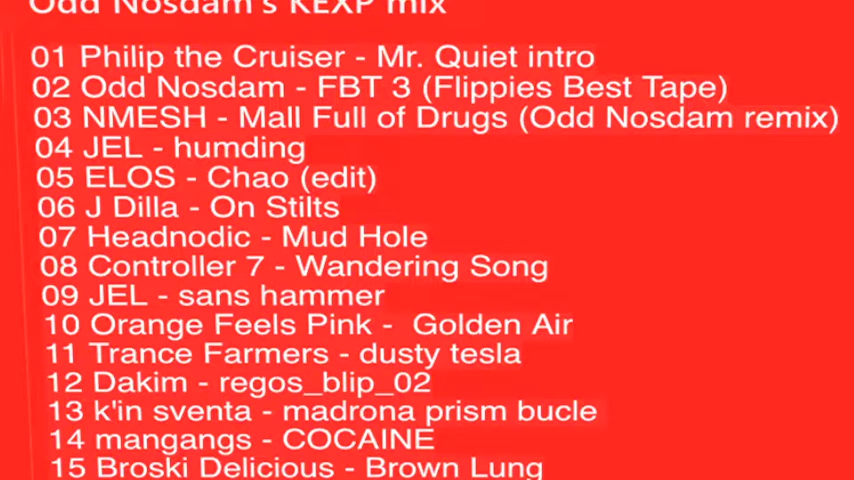 Odd Nosdam's KEXP mix
01 Philip the Cruiser - Mr. Quiet intro
02 Odd Nosdam - FBT 3 (Flippies Best Tape)
03 NMESH - Mall Full of Drugs (Odd Nosdam remix)
04 JEL - humding
05 ELOS - Chao (edit)
06 J Dilla - On Stilts
07 Headnodic - Mud Hole
08 Controller 7 - Wandering Song
09 JEL - sans hammer
10 Orange Feels Pink -  Golden Air
11 Trance Farmers - dusty tesla
12 Dakim - regos_blip_02
13 k'in sventa - madrona prism bucle
14 mangangs - COCAINE
15 Broski Delicious - Brown Lung